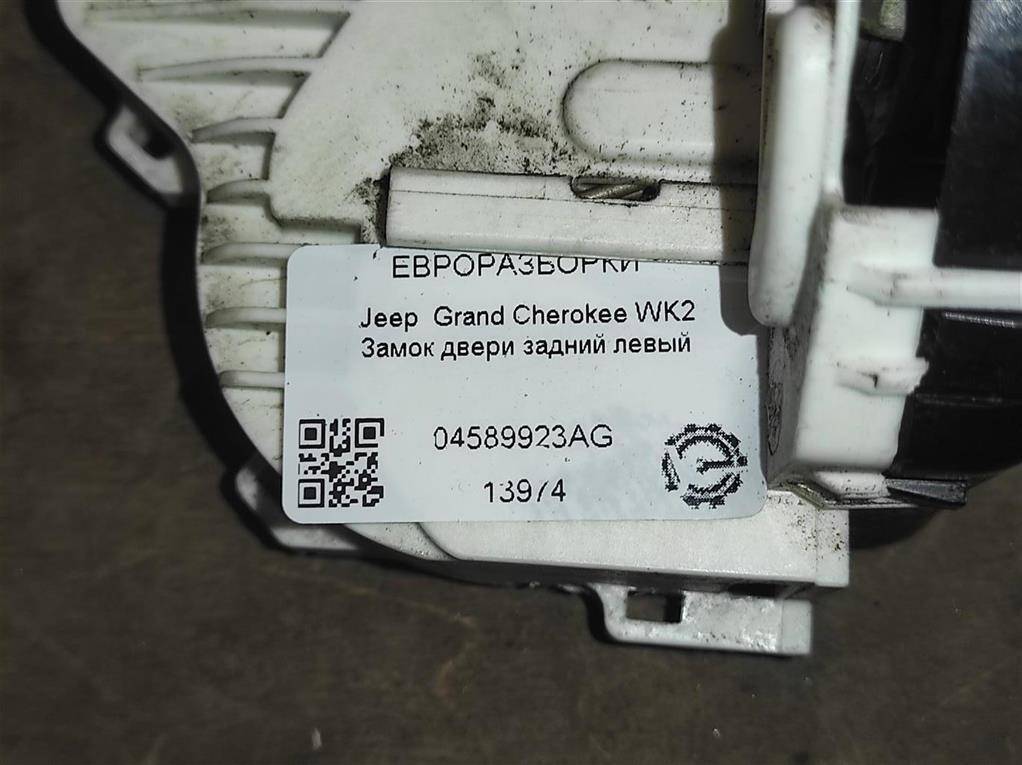 ЕВРОРАЗБОРКИ
Jeep Grand Cherokee WK2
Замок двери задний левый
04589923AG
13974